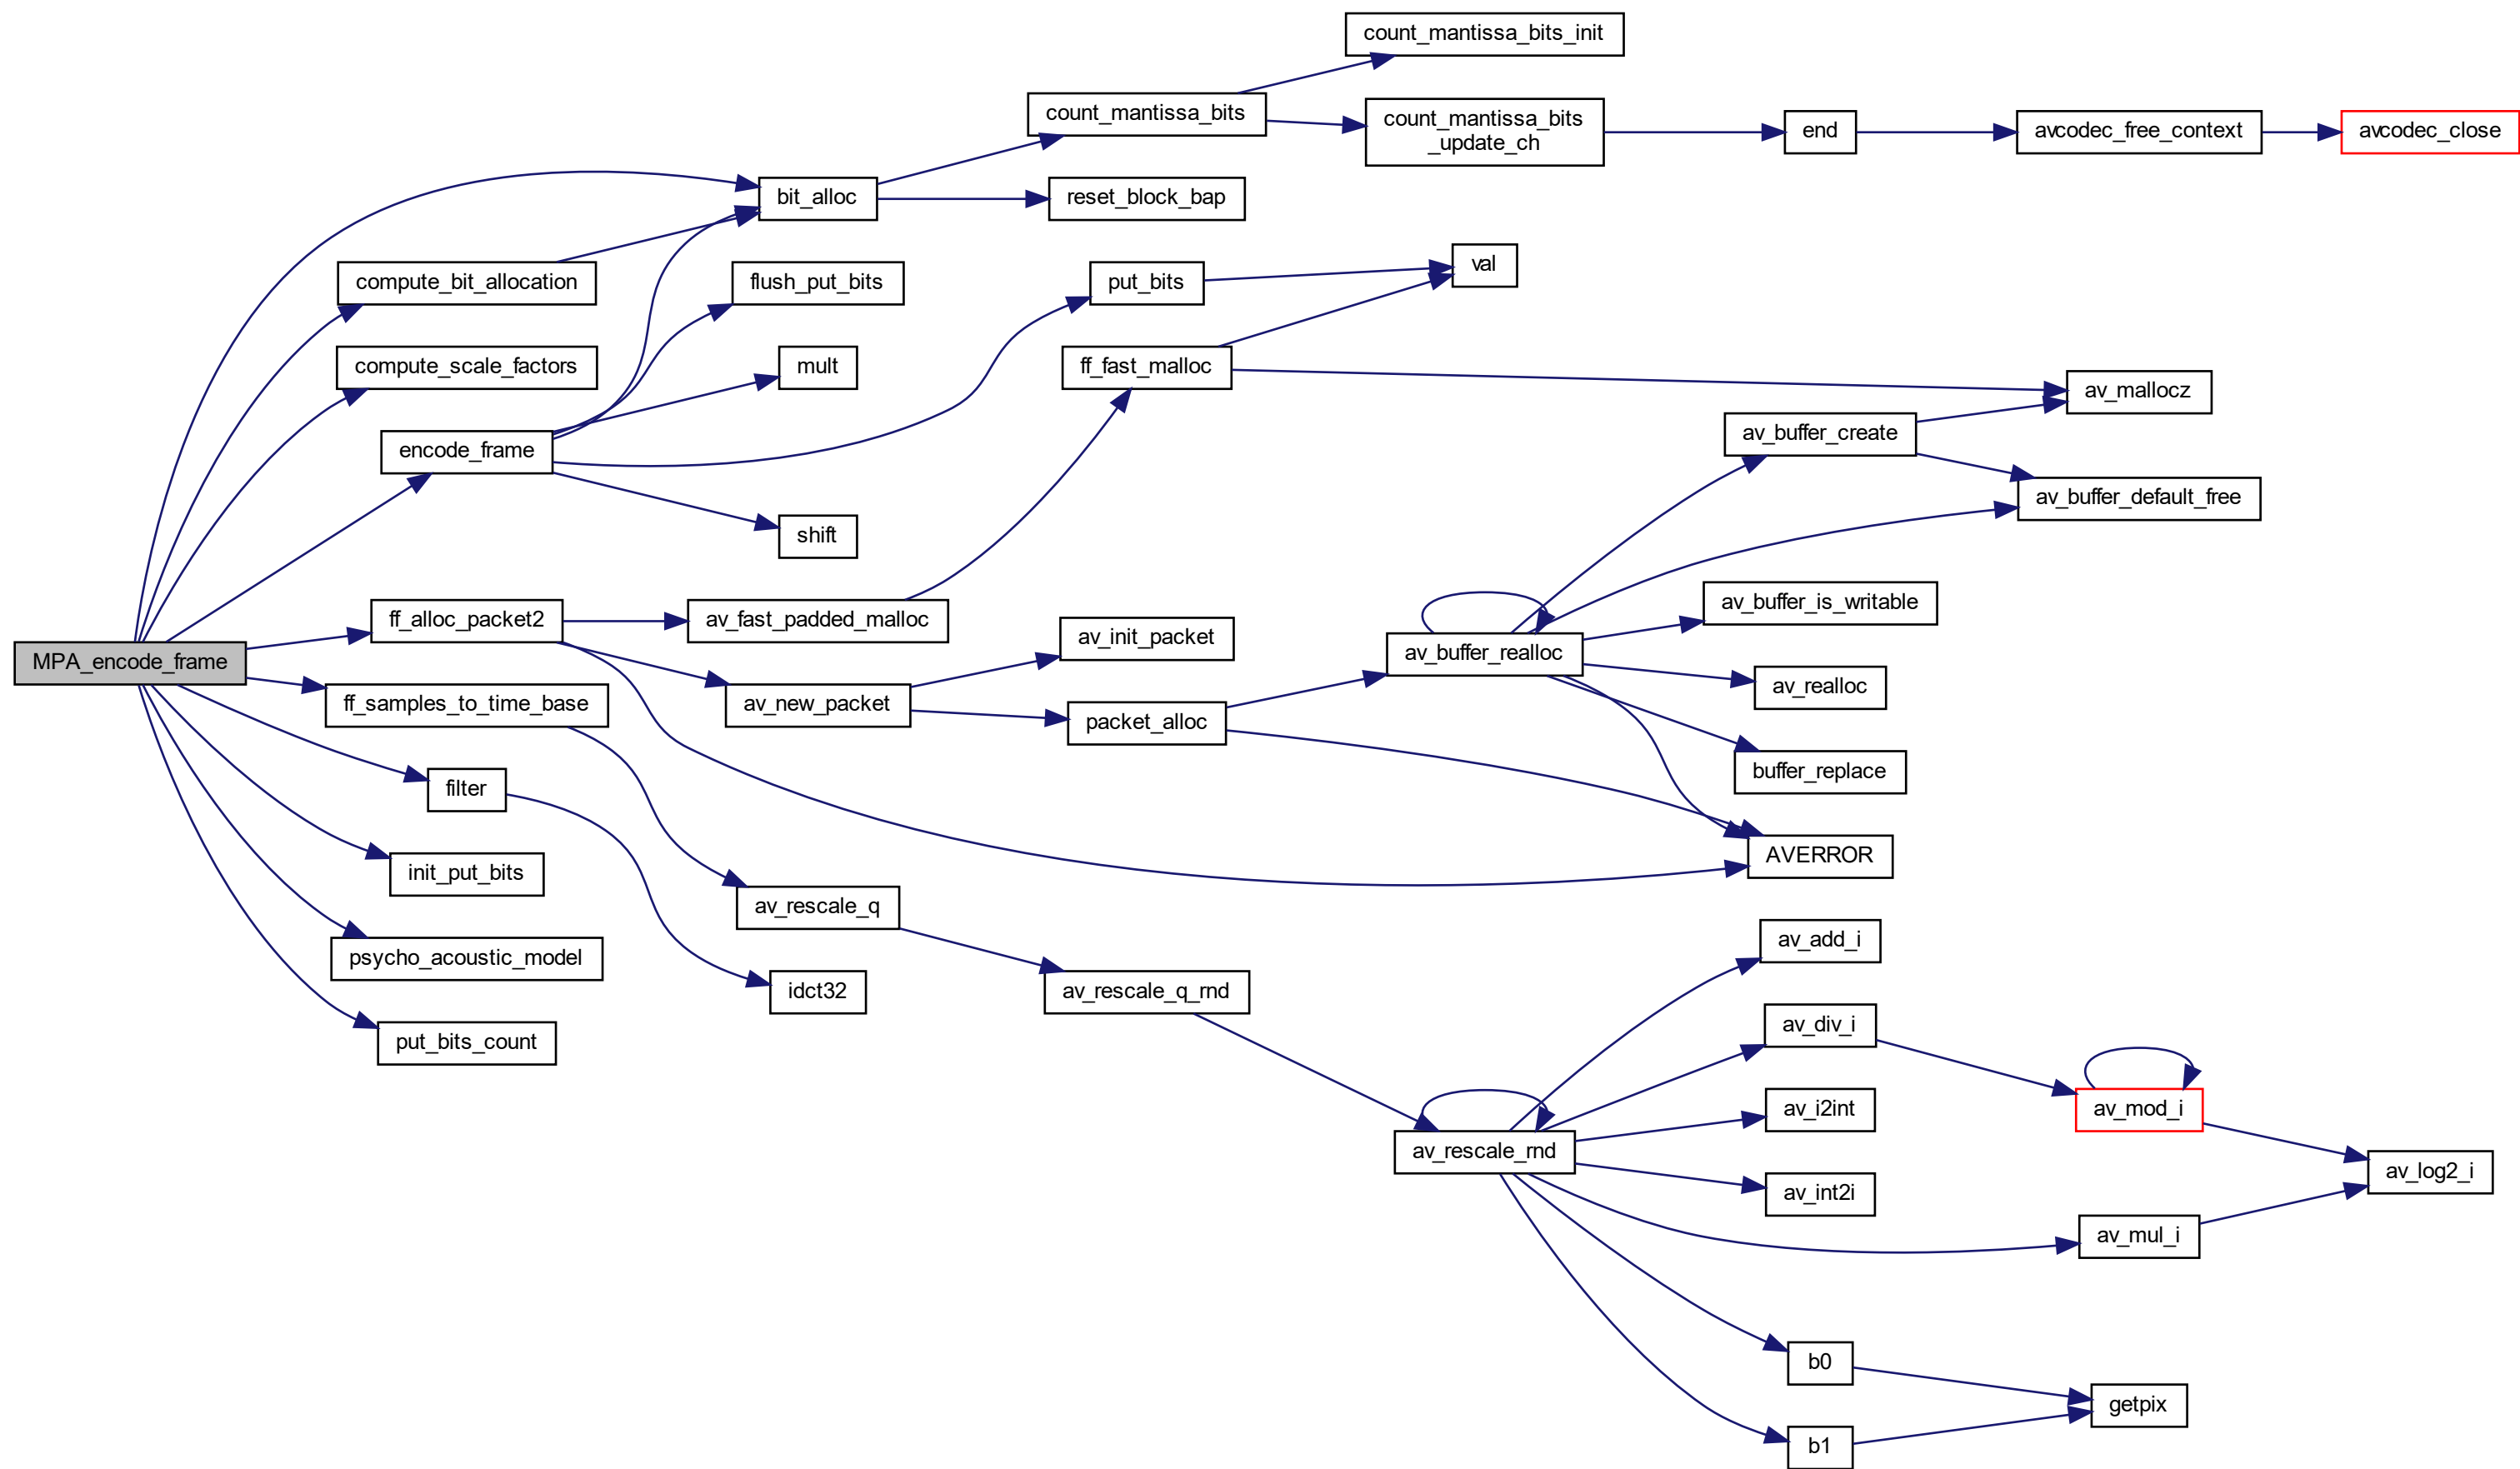 count_mantissa_bits_init
count_mantissa_bits
count_mantissa_bits
_update_ch
end
avcodec_free_context
avcodec_close
bit_alloc
reset_block_bap
compute_bit_allocation
flush_put_bits
put_bits
val
compute_scale_factors
mult
ff_fast_malloc
av_mallocz
encode_frame
av_buffer_create
av_buffer_default_free
shift
ff_alloc_packet2
av_fast_padded_malloc
av_init_packet
av_buffer_is_writable
MPA_encode_frame
av_buffer_realloc
ff_samples_to_time_base
av_new_packet
packet_alloc
av_realloc
buffer_replace
filter
AVERROR
init_put_bits
av_rescale_q
psycho_acoustic_model
av_add_i
idct32
av_rescale_q_rnd
put_bits_count
av_div_i
av_i2int
av_mod_i
av_rescale_rnd
av_log2_i
av_int2i
av_mul_i
b0
getpix
b1